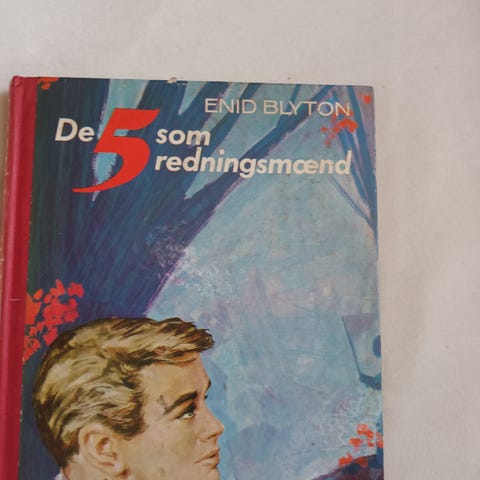 ENID BLYTON
De 5 som
redningsmænd